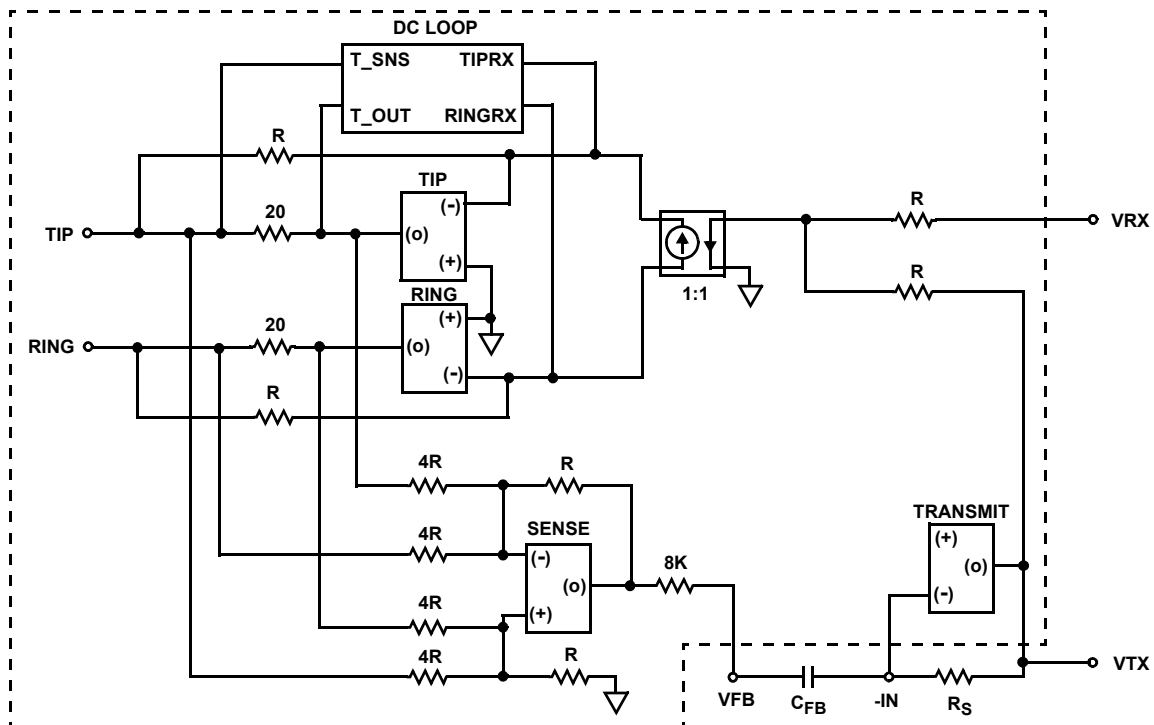 DC LOOP
T_SNS TIPRX
T_OUT RINGRX
R
TIP
(-)
20
R
TIP
(o)
VRX
(+)
R
1:1
RING
20
(+)
RING
(o)
(-)
R
4R
R
TRANSMIT
SENSE
(+)
4R
(-)
8K
(o)
(o)
(-)
4R
(+)
4R
R
VTX
VFB
CFB
-IN
RS